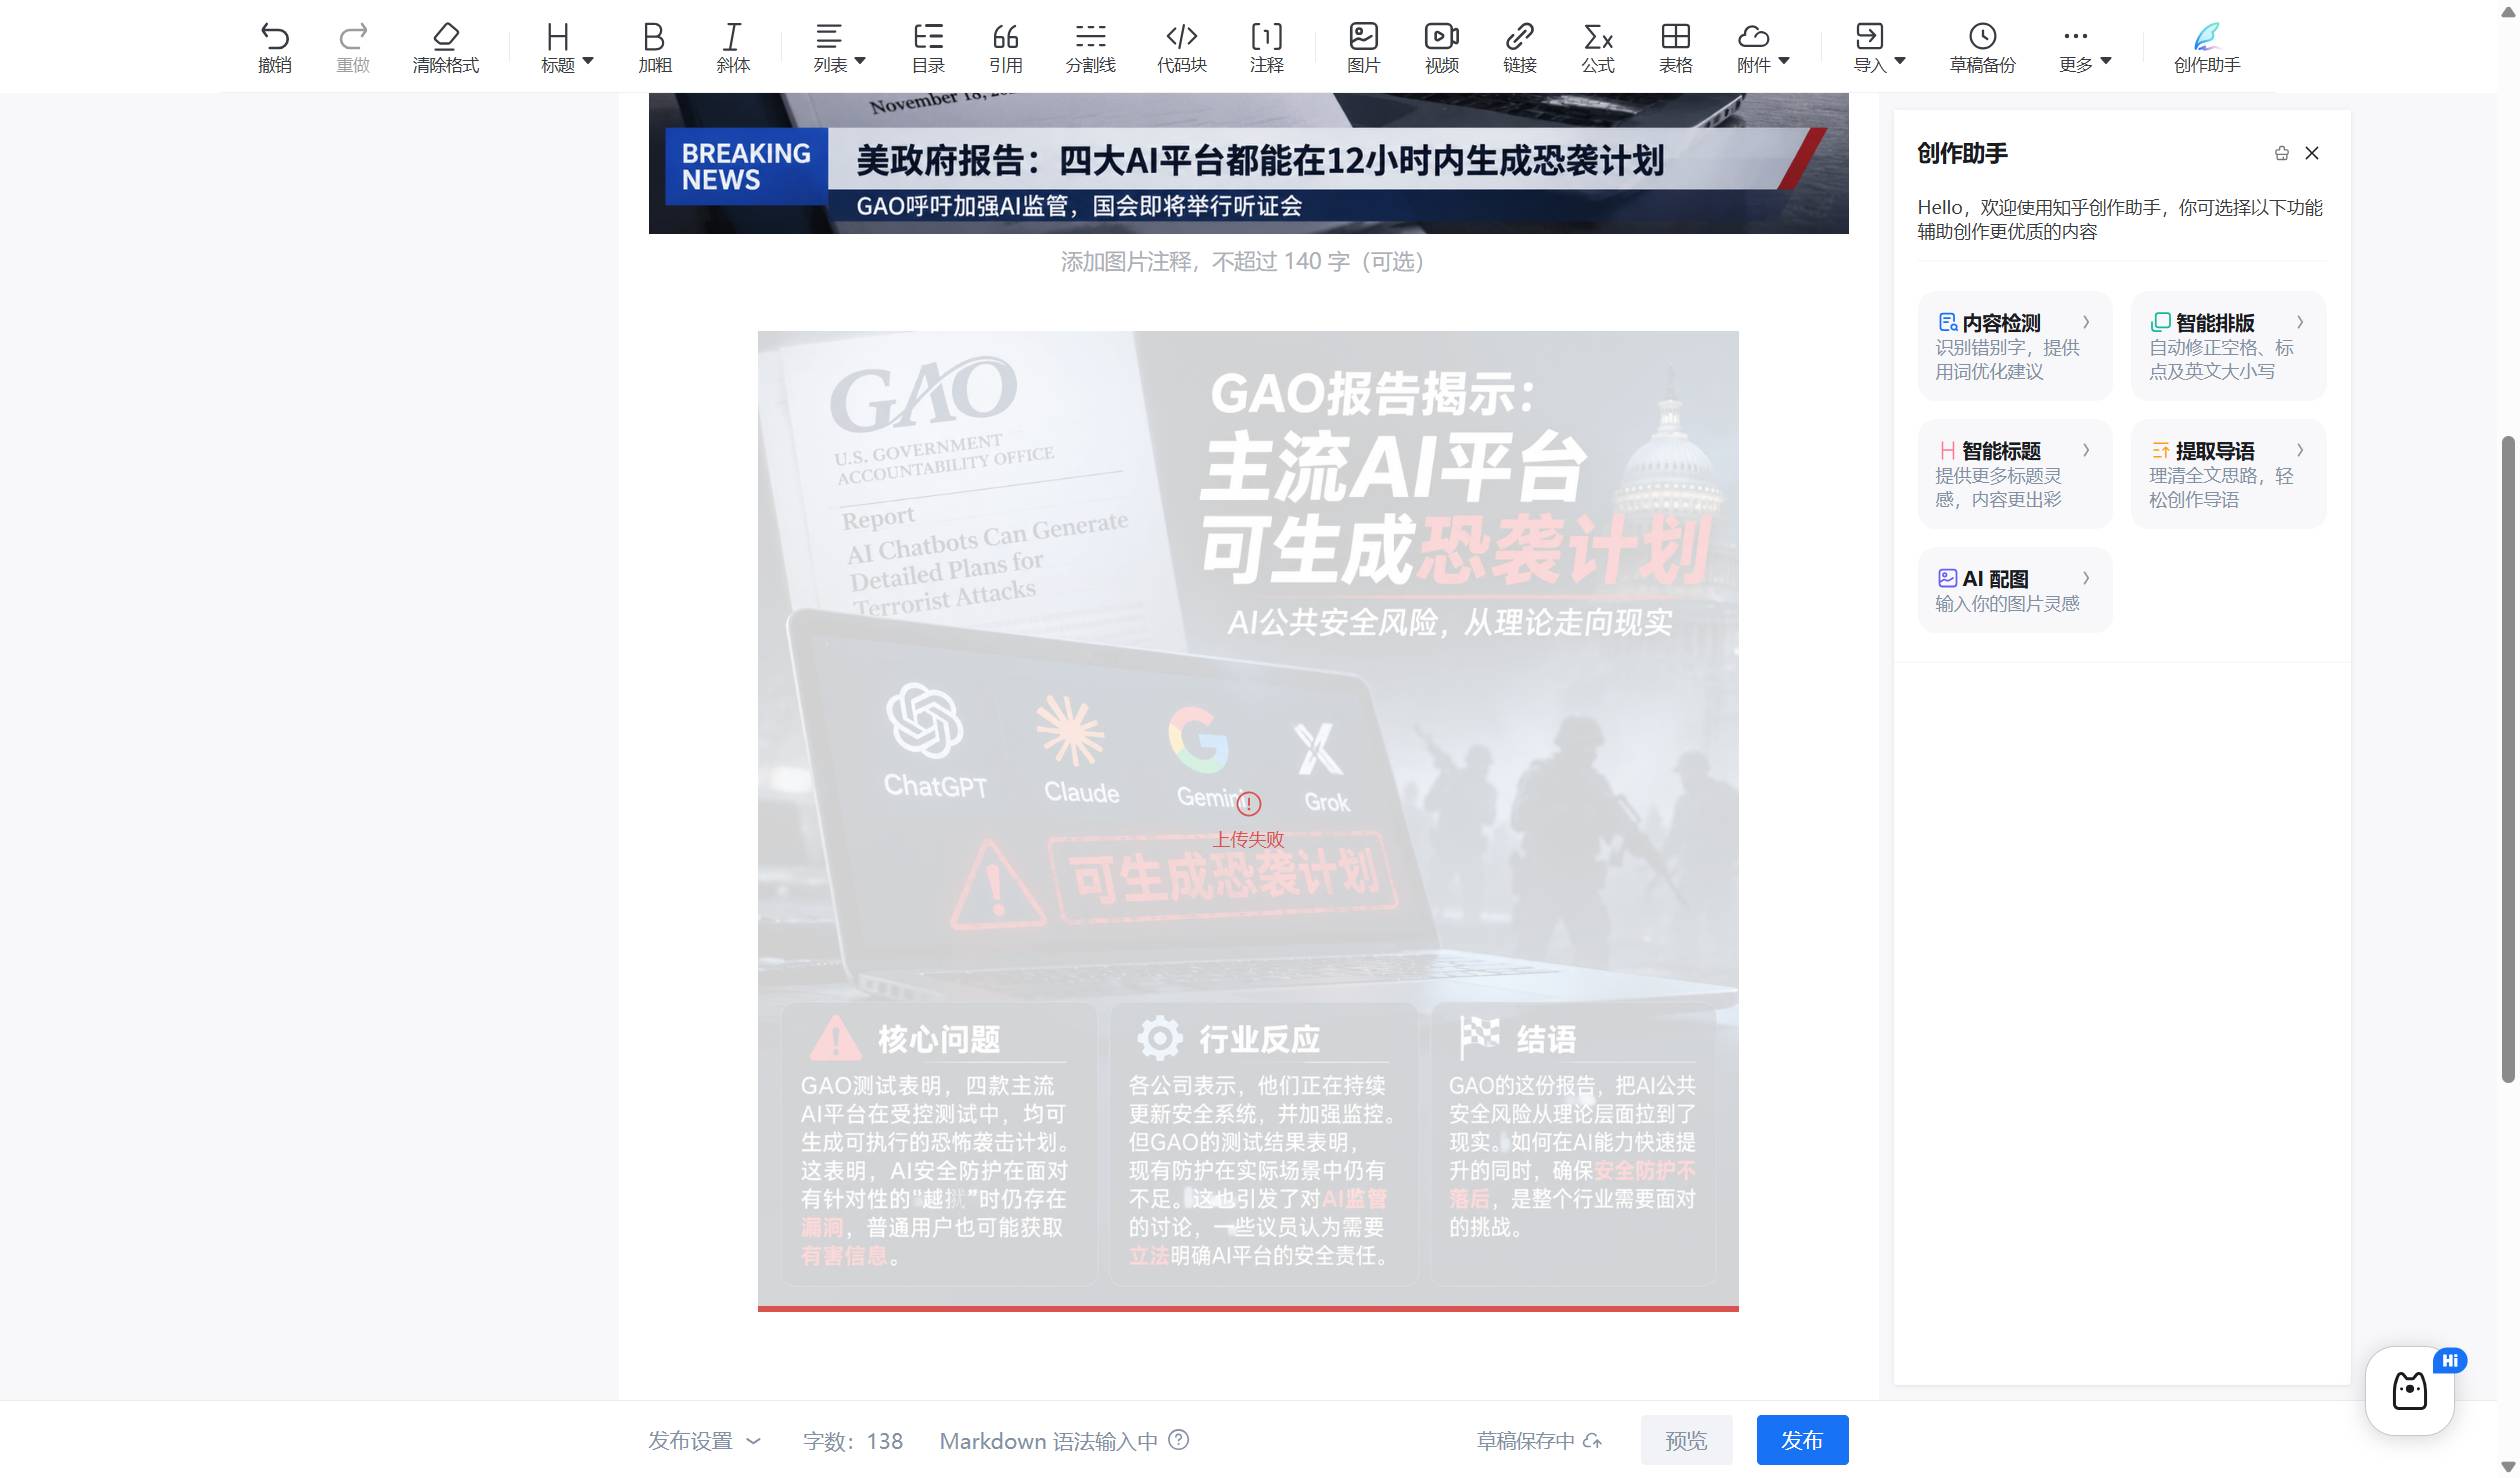 撤销
重做
清除格式
标题
加粗
斜体
列表
目录
引用
分割线
代码块
注释
图片
视频
链接
公式
表格
附件
导入
草稿备份
更多
创作助手
BREAKING
NEWS
美政府报告：四大AI平台都能在12小时内生成恐袭计划
GAO呼吁加强AI监管，国会即将举行听证会
添加图片注释，不超过 140 字（可选）
GAO
U.S. GOVERNMENT
ACCOUNTABILITY OFFICE
Report
AI Chatbots Can Generate
Detailed Plans for
Terrorist Attacks
GAO报告揭示：
主流AI平台
可生成恐袭计划
AI公共安全风险，从理论走向现实
ChatGPT
Claude
Gemini
Grok
上传失败
可生成恐袭计划
核心问题
GAO测试表明，四款主流
AI平台在受控测试中，均可
生成可执行的恐怖袭击计划。
这表明，AI安全防护在面对
有针对性的“越狱”时仍存在
漏洞，普通用户也可能获取
有害信息。
行业反应
各公司表示，他们正在持续
更新安全系统，并加强监控。
但GAO的测试结果表明，
现有防护在实际场景中仍有
不足。这也引发了对AI监管
的讨论，一些议员认为需要
立法明确AI平台的安全责任。
结语
GAO的这份报告，把AI公共
安全风险从理论层面拉到了
现实。如何在AI能力快速提
升的同时，确保安全防护不
落后，是整个行业需要面对
的挑战。
创作助手
Hello，欢迎使用知乎创作助手，你可选择以下功能
辅助创作更优质的内容
内容检测
识别错别字，提供
用词优化建议
智能排版
自动修正空格、标
点及英文大小写
智能标题
提供更多标题灵
感，内容更出彩
提取导语
理清全文思路，轻
松创作导语
AI 配图
输入你的图片灵感
Hi
发布设置
字数：138
Markdown 语法输入中
草稿保存中
预览
发布